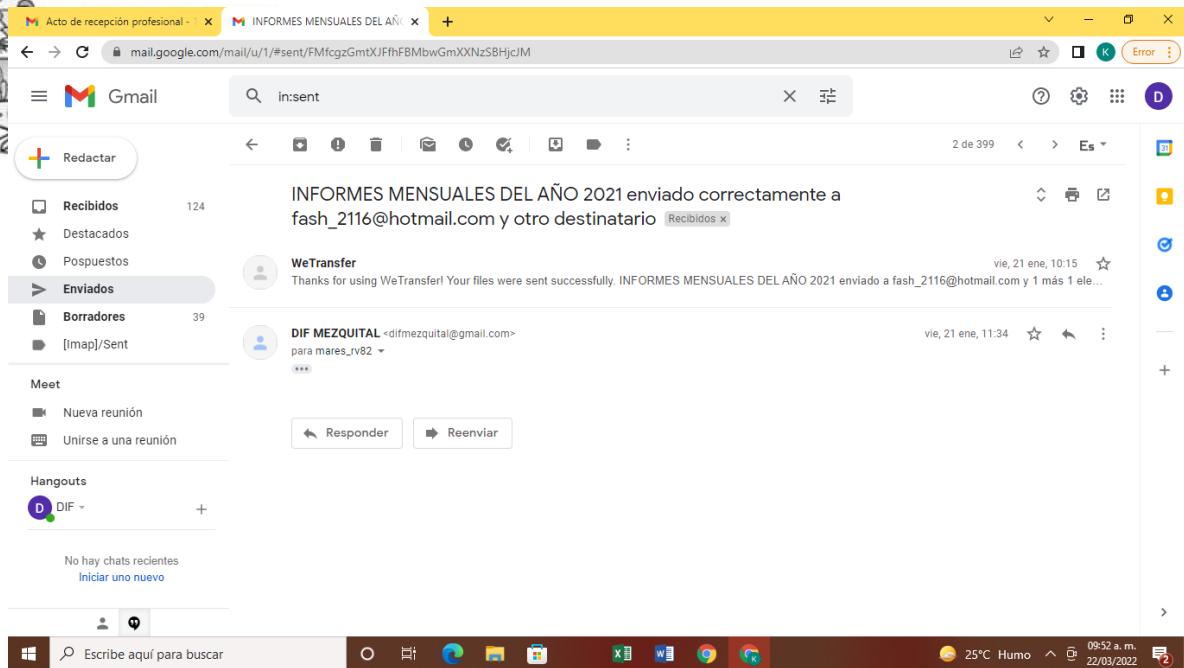 Acto de recepción profesional -
INFORMES MENSUALES DEL AÑO
mail.google.com/mail/u/1/#sent/FMfcgzGmtXJFfhFBMbwGmXXNzSBHjcJM
K
Error
Gmail
in:sent
D
Redactar
2 de 399
Es
31
Recibidos 124
Destacados
Pospuestos
Enviados
Borradores 39
[Imap]/Sent
Meet
Nueva reunión
Unirse a una reunión
Hangouts
D DIF
No hay chats recientes
Iniciar uno nuevo
INFORMES MENSUALES DEL AÑO 2021 enviado correctamente a
fash_2116@hotmail.com y otro destinatario Recibidos x
WeTransfer vie, 21 ene, 10:15
Thanks for using WeTransfer! Your files were sent successfully. INFORMES MENSUALES DEL AÑO 2021 enviado a fash_2116@hotmail.com y 1 más 1 ele...
DIF MEZQUITAL <difmezquital@gmail.com> vie, 21 ene, 11:34
para mares_rv82
Responder Reenviar
Escribe aquí para buscar
25°C Humo
09:52 a. m.
22/03/2022
2